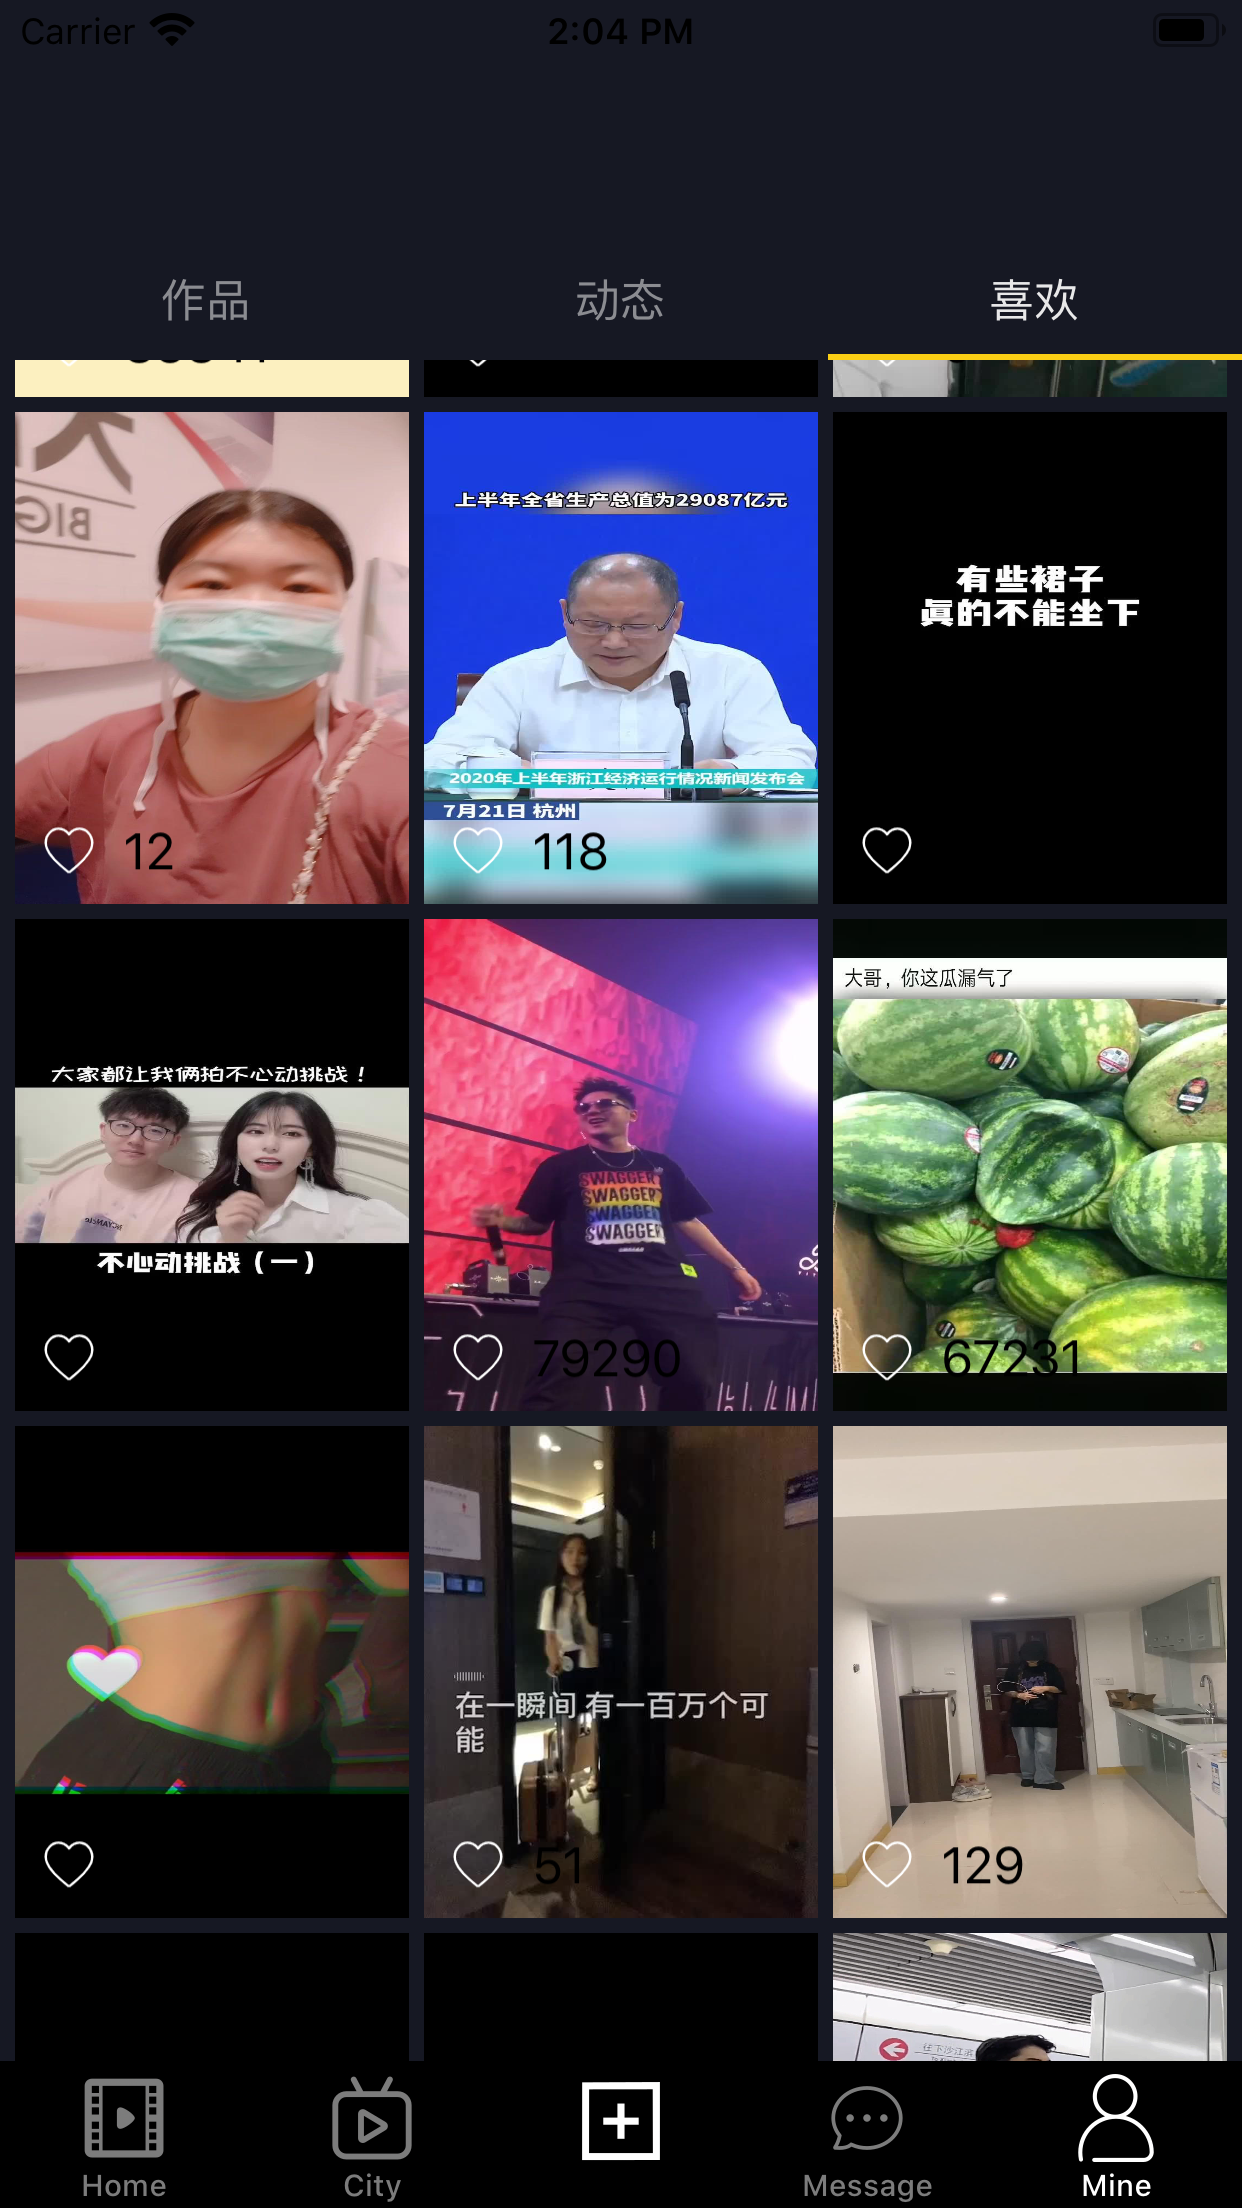 Carrier
2:04 PM
作品
动态
喜欢
BIG
12
上半年全省生产总值为29087亿元
2020年上半年浙江经济运行情况新闻发布会
7月21日 杭州
118
有些裙子
真的不能坐下
大家都让我俩拍不心动挑战！
不心动挑战（一）
SWAGGER
SWAGGER
SWAGGER
SWAGGER
79290
大哥，你这瓜漏气了
67231
在一瞬间 有一百万个可
能
51
129
Home
City
Message
Mine